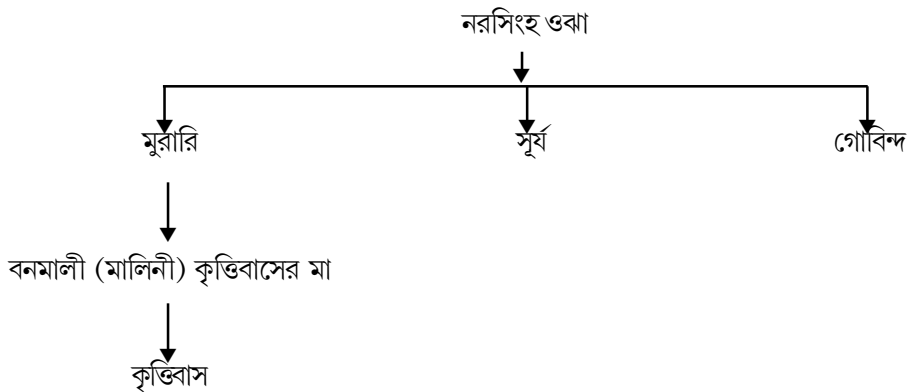 নরসিংহ ওঝা
মুরারি সূর্য গোবিন্দ
বনমালী (মালিনী) কৃত্তিবাসের মা
কৃত্তিবাস